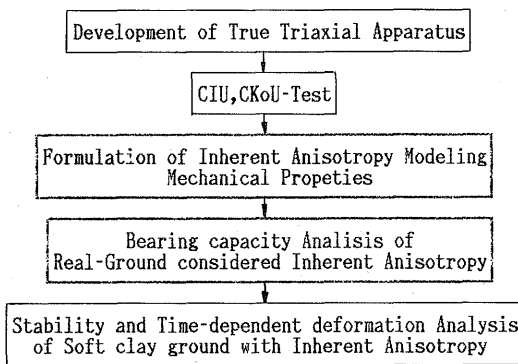 Development of True Triaxial Apparatus
CIU,CKoU-Test
Formulation of Inherent Anisotropy Modeling
Mechanical Propeties
Bearing capacity Analisis of
Real-Ground considered Inherent Anisotropy
Stability and Time-dependent deformation Analysis
of Soft clay ground with Inherent Anisotropy